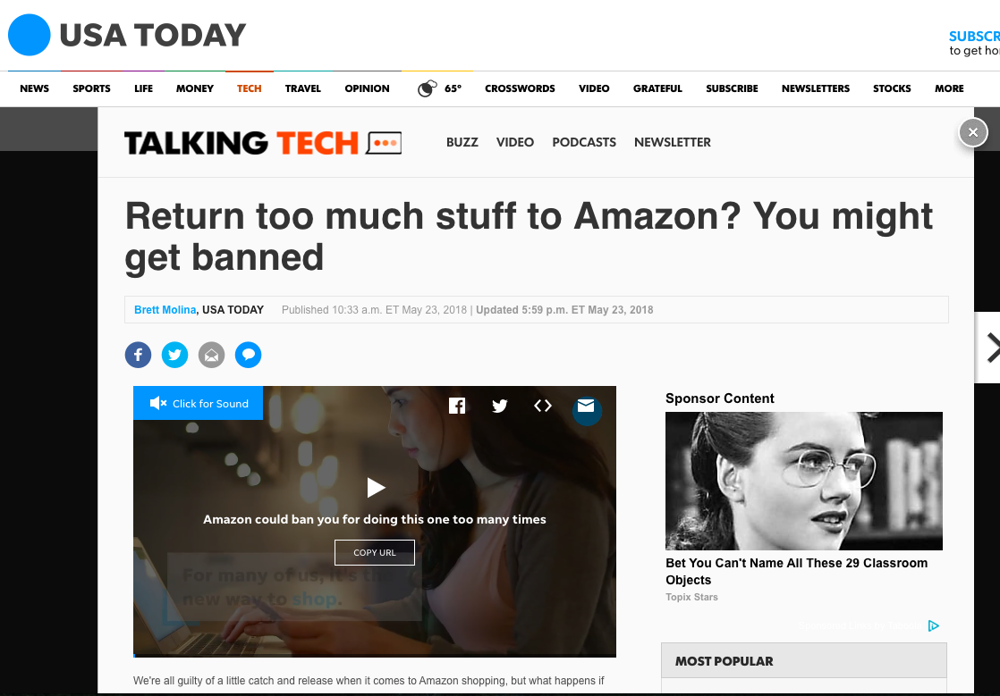 USA TODAY
SUBSCR
to get ho
NEWS SPORTS LIFE MONEY TECH TRAVEL OPINION 65° CROSSWORDS VIDEO GRATEFUL SUBSCRIBE NEWSLETTERS STOCKS MORE
TALKING TECH BUZZ VIDEO PODCASTS NEWSLETTER
Return too much stuff to Amazon? You might
get banned
Brett Molina, USA TODAY Published 10:33 a.m. ET May 23, 2018 | Updated 5:59 p.m. ET May 23, 2018
Click for Sound
Amazon could ban you for doing this one too many times
COPY URL
For many of us, it's the
new way to shop.
We're all guilty of a little catch and release when it comes to Amazon shopping, but what happens if
Sponsor Content
Bet You Can't Name All These 29 Classroom
Objects
Topix Stars
MOST POPULAR